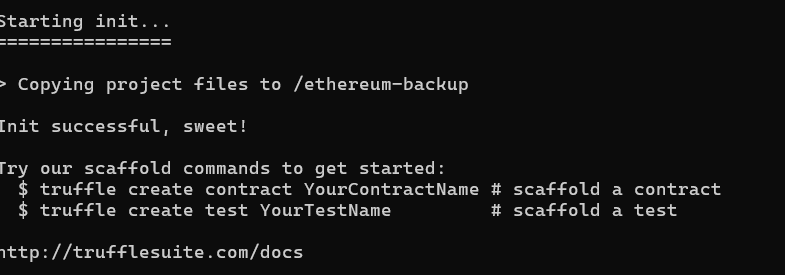 Starting init...
================
> Copying project files to /ethereum-backup
Init successful, sweet!
Try our scaffold commands to get started:
  $ truffle create contract YourContractName # scaffold a contract
  $ truffle create test YourTestName         # scaffold a test
http://trufflesuite.com/docs